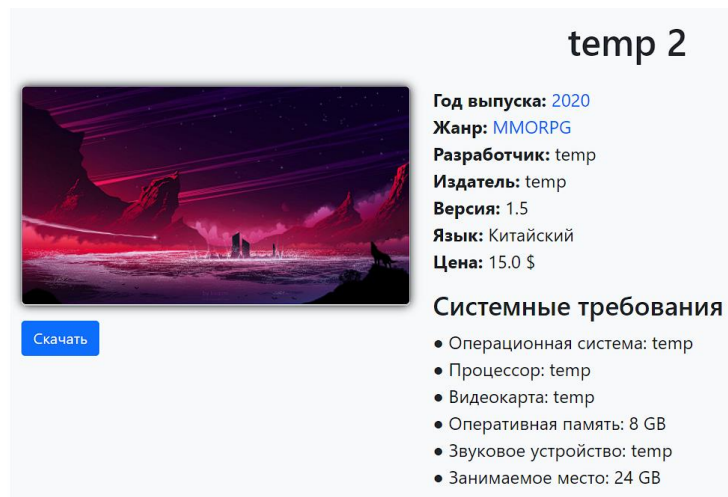 temp 2
Год выпуска: 2020
Жанр: MMORPG
Разработчик: temp
Издатель: temp
Версия: 1.5
Язык: Китайский
Цена: 15.0 $
Скачать
Системные требования
● Операционная система: temp
● Процессор: temp
● Видеокарта: temp
● Оперативная память: 8 GB
● Звуковое устройство: temp
● Занимаемое место: 24 GB